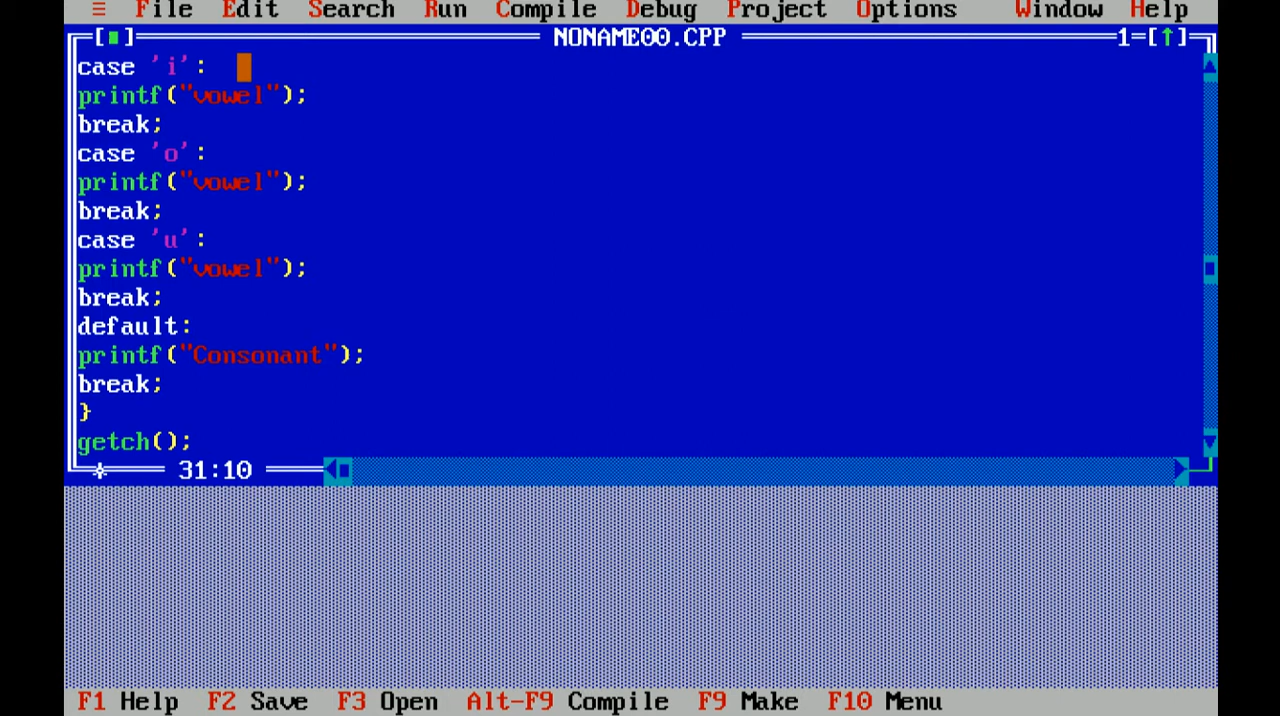 ≡ File Edit Search Run Compile Debug Project Options Window Help
[■] NONAME00.CPP 1=[↑]
case 'i':
printf("vowel");
break;
case 'o':
printf("vowel");
break;
case 'u':
printf("vowel");
break;
default:
printf("Consonant");
break;
}
getch();
31:10
F1 Help F2 Save F3 Open Alt-F9 Compile F9 Make F10 Menu